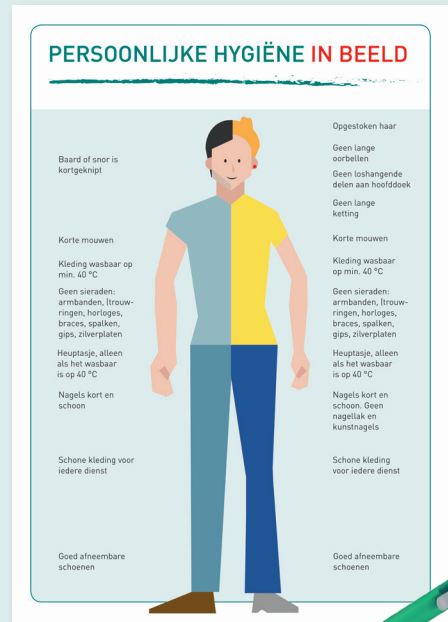 PERSOONLIJKE HYGIËNE IN BEELD
Baard of snor is
kortgeknipt
Korte mouwen
Kleding wasbaar op
min. 40 °C
Geen sieraden:
armbanden, (trouw-
ringen, horloges,
braces, spalken,
gips, zilverplaten
Heuptasje, alleen
als het wasbaar
is op 40 °C
Nagels kort en
schoon
Schone kleding voor
iedere dienst
Goed afneembare
schoenen
Opgestoken haar
Geen lange
oorbellen
Geen loshangende
delen aan hoofddoek
Geen lange
ketting
Korte mouwen
Kleding wasbaar
op min. 40 °C
Geen sieraden:
armbanden, (trouw-
ringen, horloges,
braces, spalken,
gips, zilverplaten
Heuptasje, alleen
als het wasbaar
is op 40 °C
Nagels kort en
schoon. Geen
nagellak en
kunstnagels
Schone kleding
voor iedere dienst
Goed afneembare
schoenen